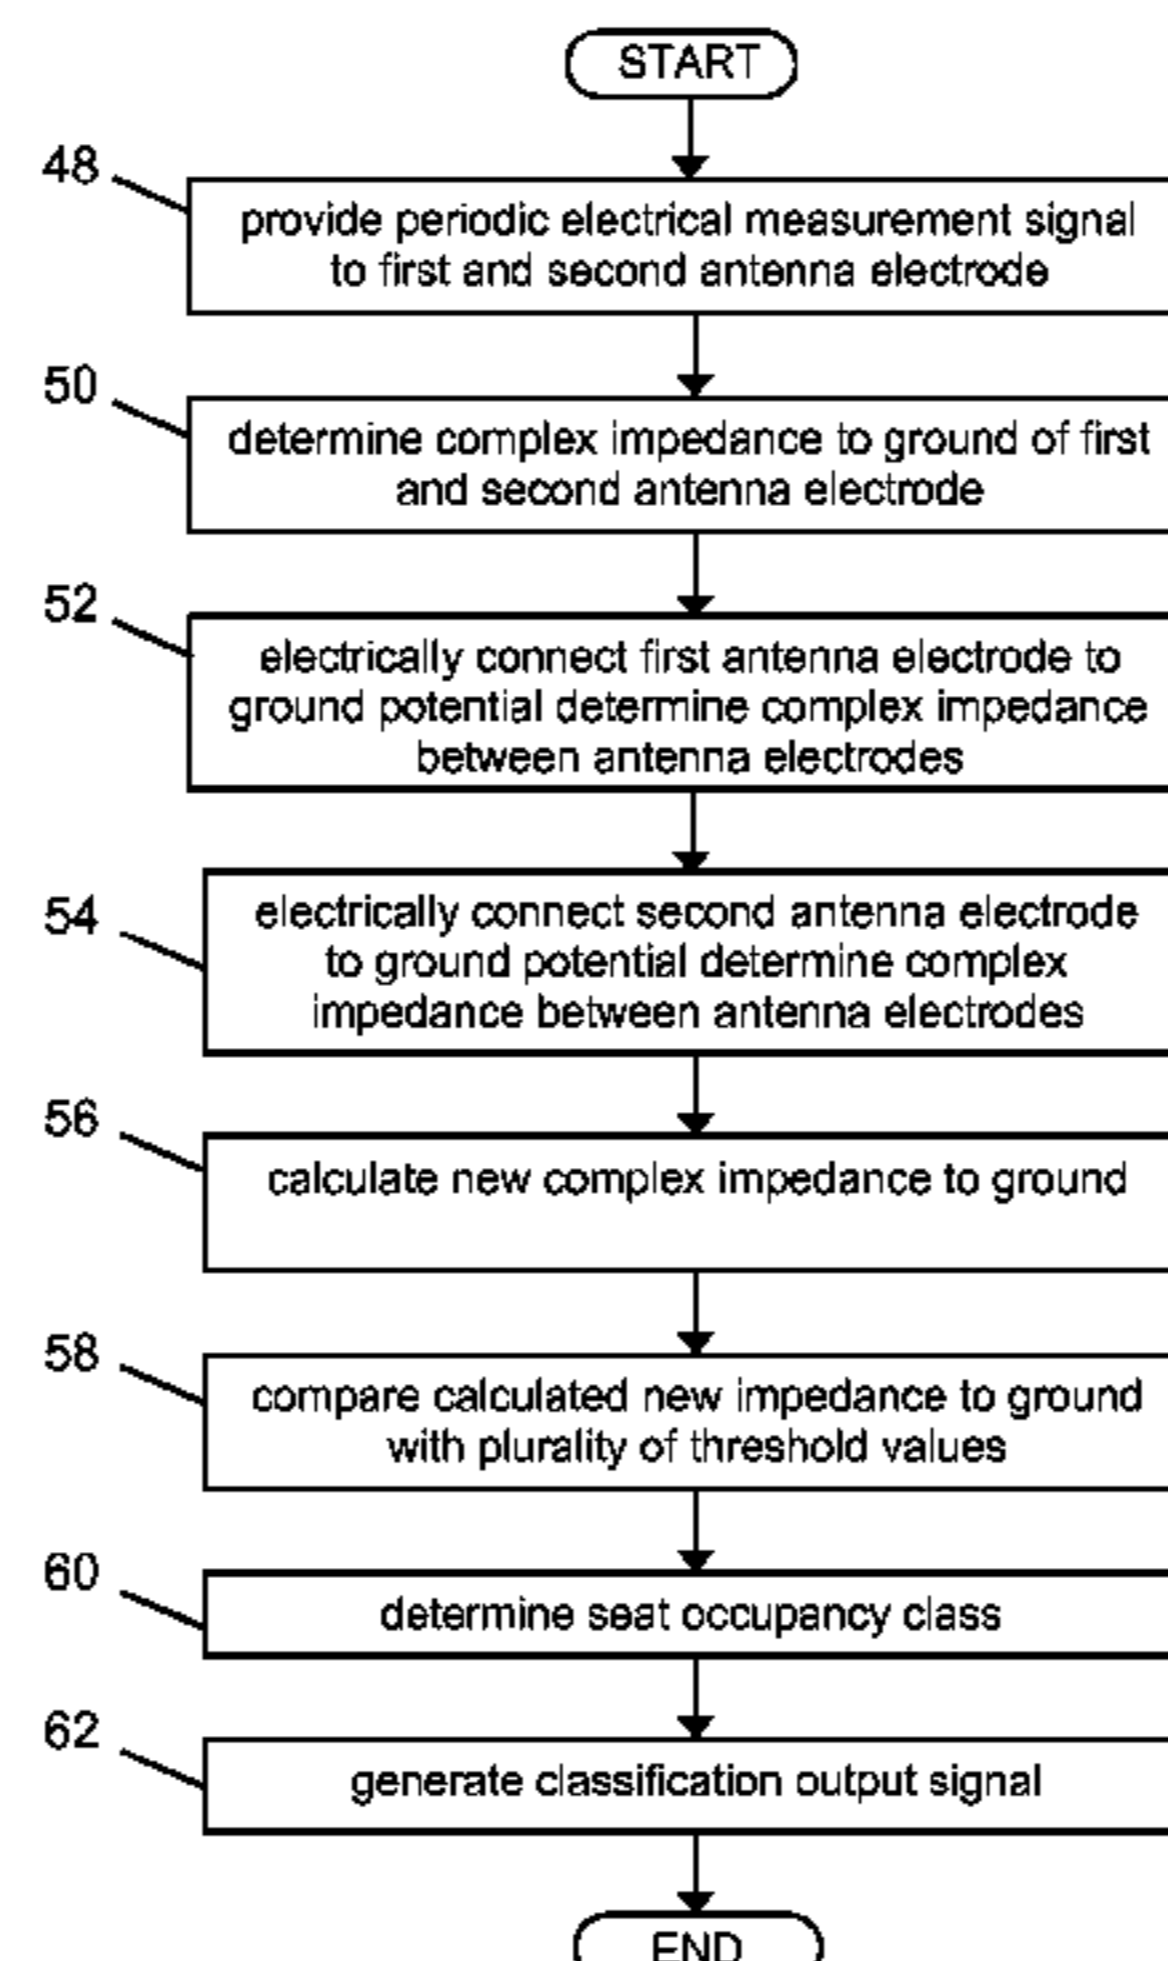 START
48
provide periodic electrical measurement signal
to first and second antenna electrode
50
determine complex impedance to ground of first
and second antenna electrode
52
electrically connect first antenna electrode to
ground potential determine complex impedance
between antenna electrodes
54
electrically connect second antenna electrode
to ground potential determine complex
impedance between antenna electrodes
56
calculate new complex impedance to ground
58
compare calculated new impedance to ground
with plurality of threshold values
60
determine seat occupancy class
62
generate classification output signal
END